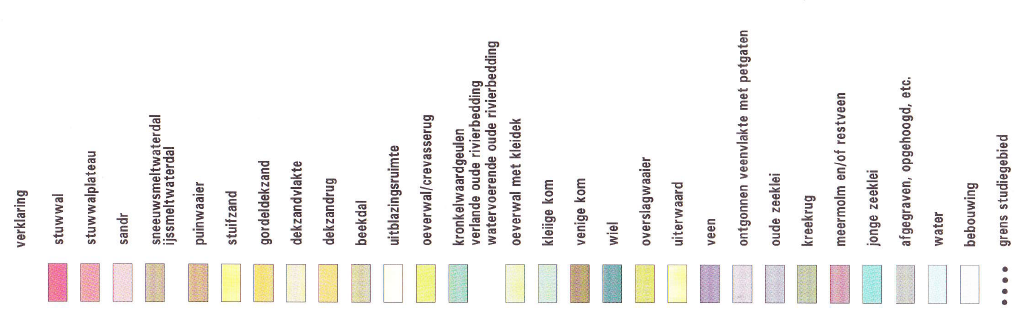 verklaring
stuwwal
stuwwalplateau
sandr
sneeuwsmeltwaterdal
ijssmeltwaterdal
puinwaaier
stuifzand
gordeldekzand
dekzandvlakte
dekzandrug
beekdal
uitblazingsruimte
oeverwal/crevasserug
kronkelwaardgeulen
verlande oude rivierbedding
watervoerende oude rivierbedding
oeverwal met kleidek
kleiige kom
venige kom
wiel
overslagwaaier
uiterwaard
veen
ontgonnen veenvlakte met petgaten
oude zeeklei
kreekrug
meermolm en/of restveen
jonge zeeklei
afgegraven, opgehoogd, etc.
water
bebouwing
grens studiegebied